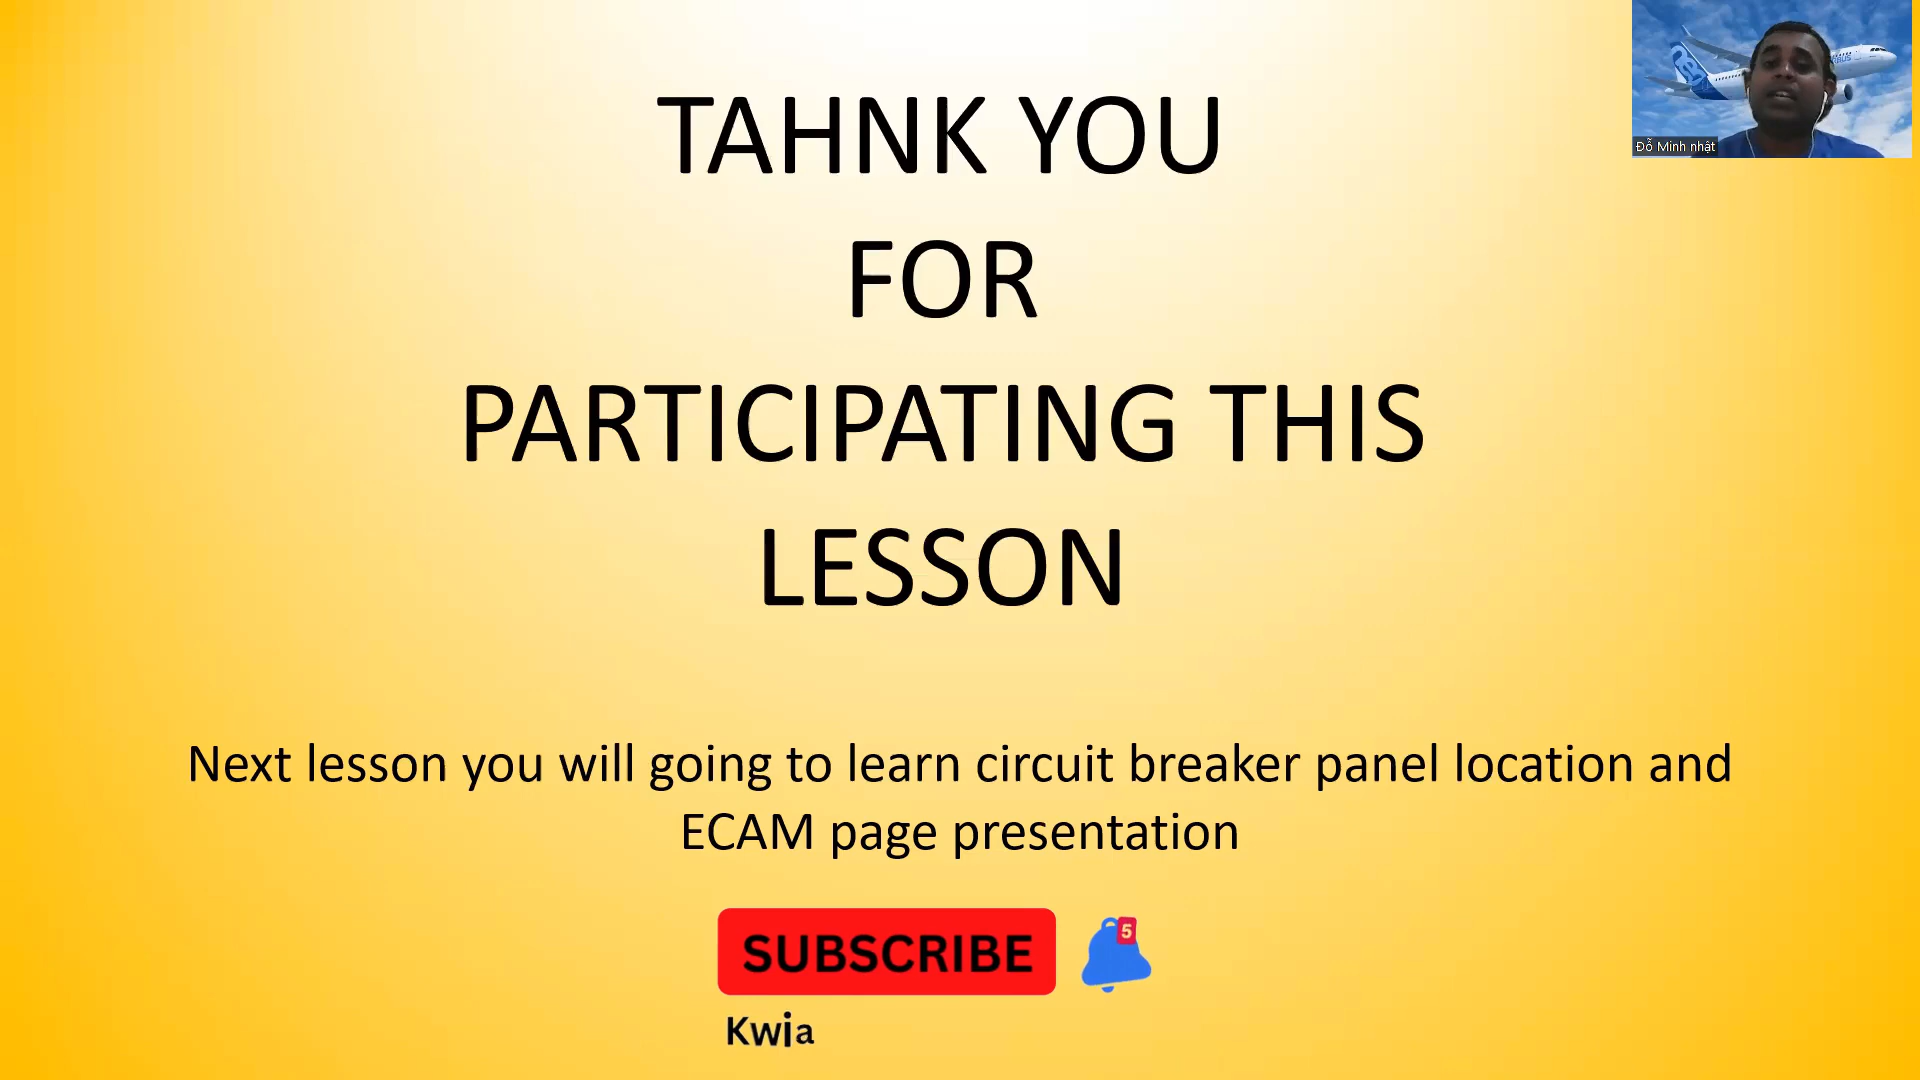 TAHNK YOU
FOR
PARTICIPATING THIS
LESSON
Next lesson you will going to learn circuit breaker panel location and
ECAM page presentation
SUBSCRIBE
5
Kwia
Đỗ Minh nhật